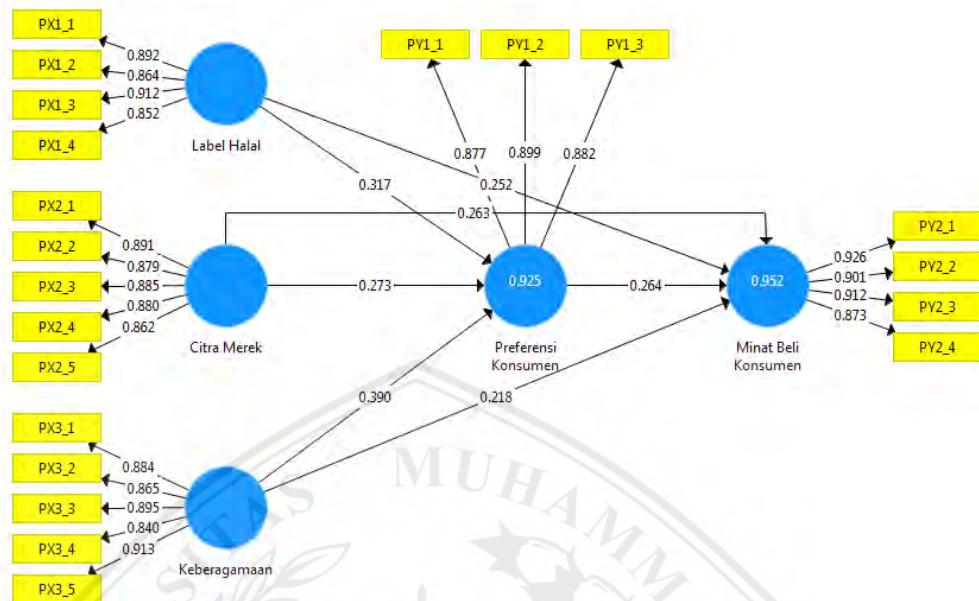 PX1_1
PX1_2
PX1_3
PX1_4
0.892
0.864
0.912
0.852
Label Halal
PY1_1
PY1_2
PY1_3
0.877
0.899
0.882
0.317
0.252
0.263
PX2_1
PX2_2
PX2_3
PX2_4
PX2_5
0.891
0.879
0.885
0.880
0.862
Citra Merek
0.273
0.925
Preferensi
Konsumen
0.264
0.952
Minat Beli
Konsumen
0.926
0.901
0.912
0.873
PY2_1
PY2_2
PY2_3
PY2_4
0.390
0.218
PX3_1
PX3_2
PX3_3
PX3_4
PX3_5
0.884
0.865
0.895
0.840
0.913
Keberagamaan
SITAS MUHAMM